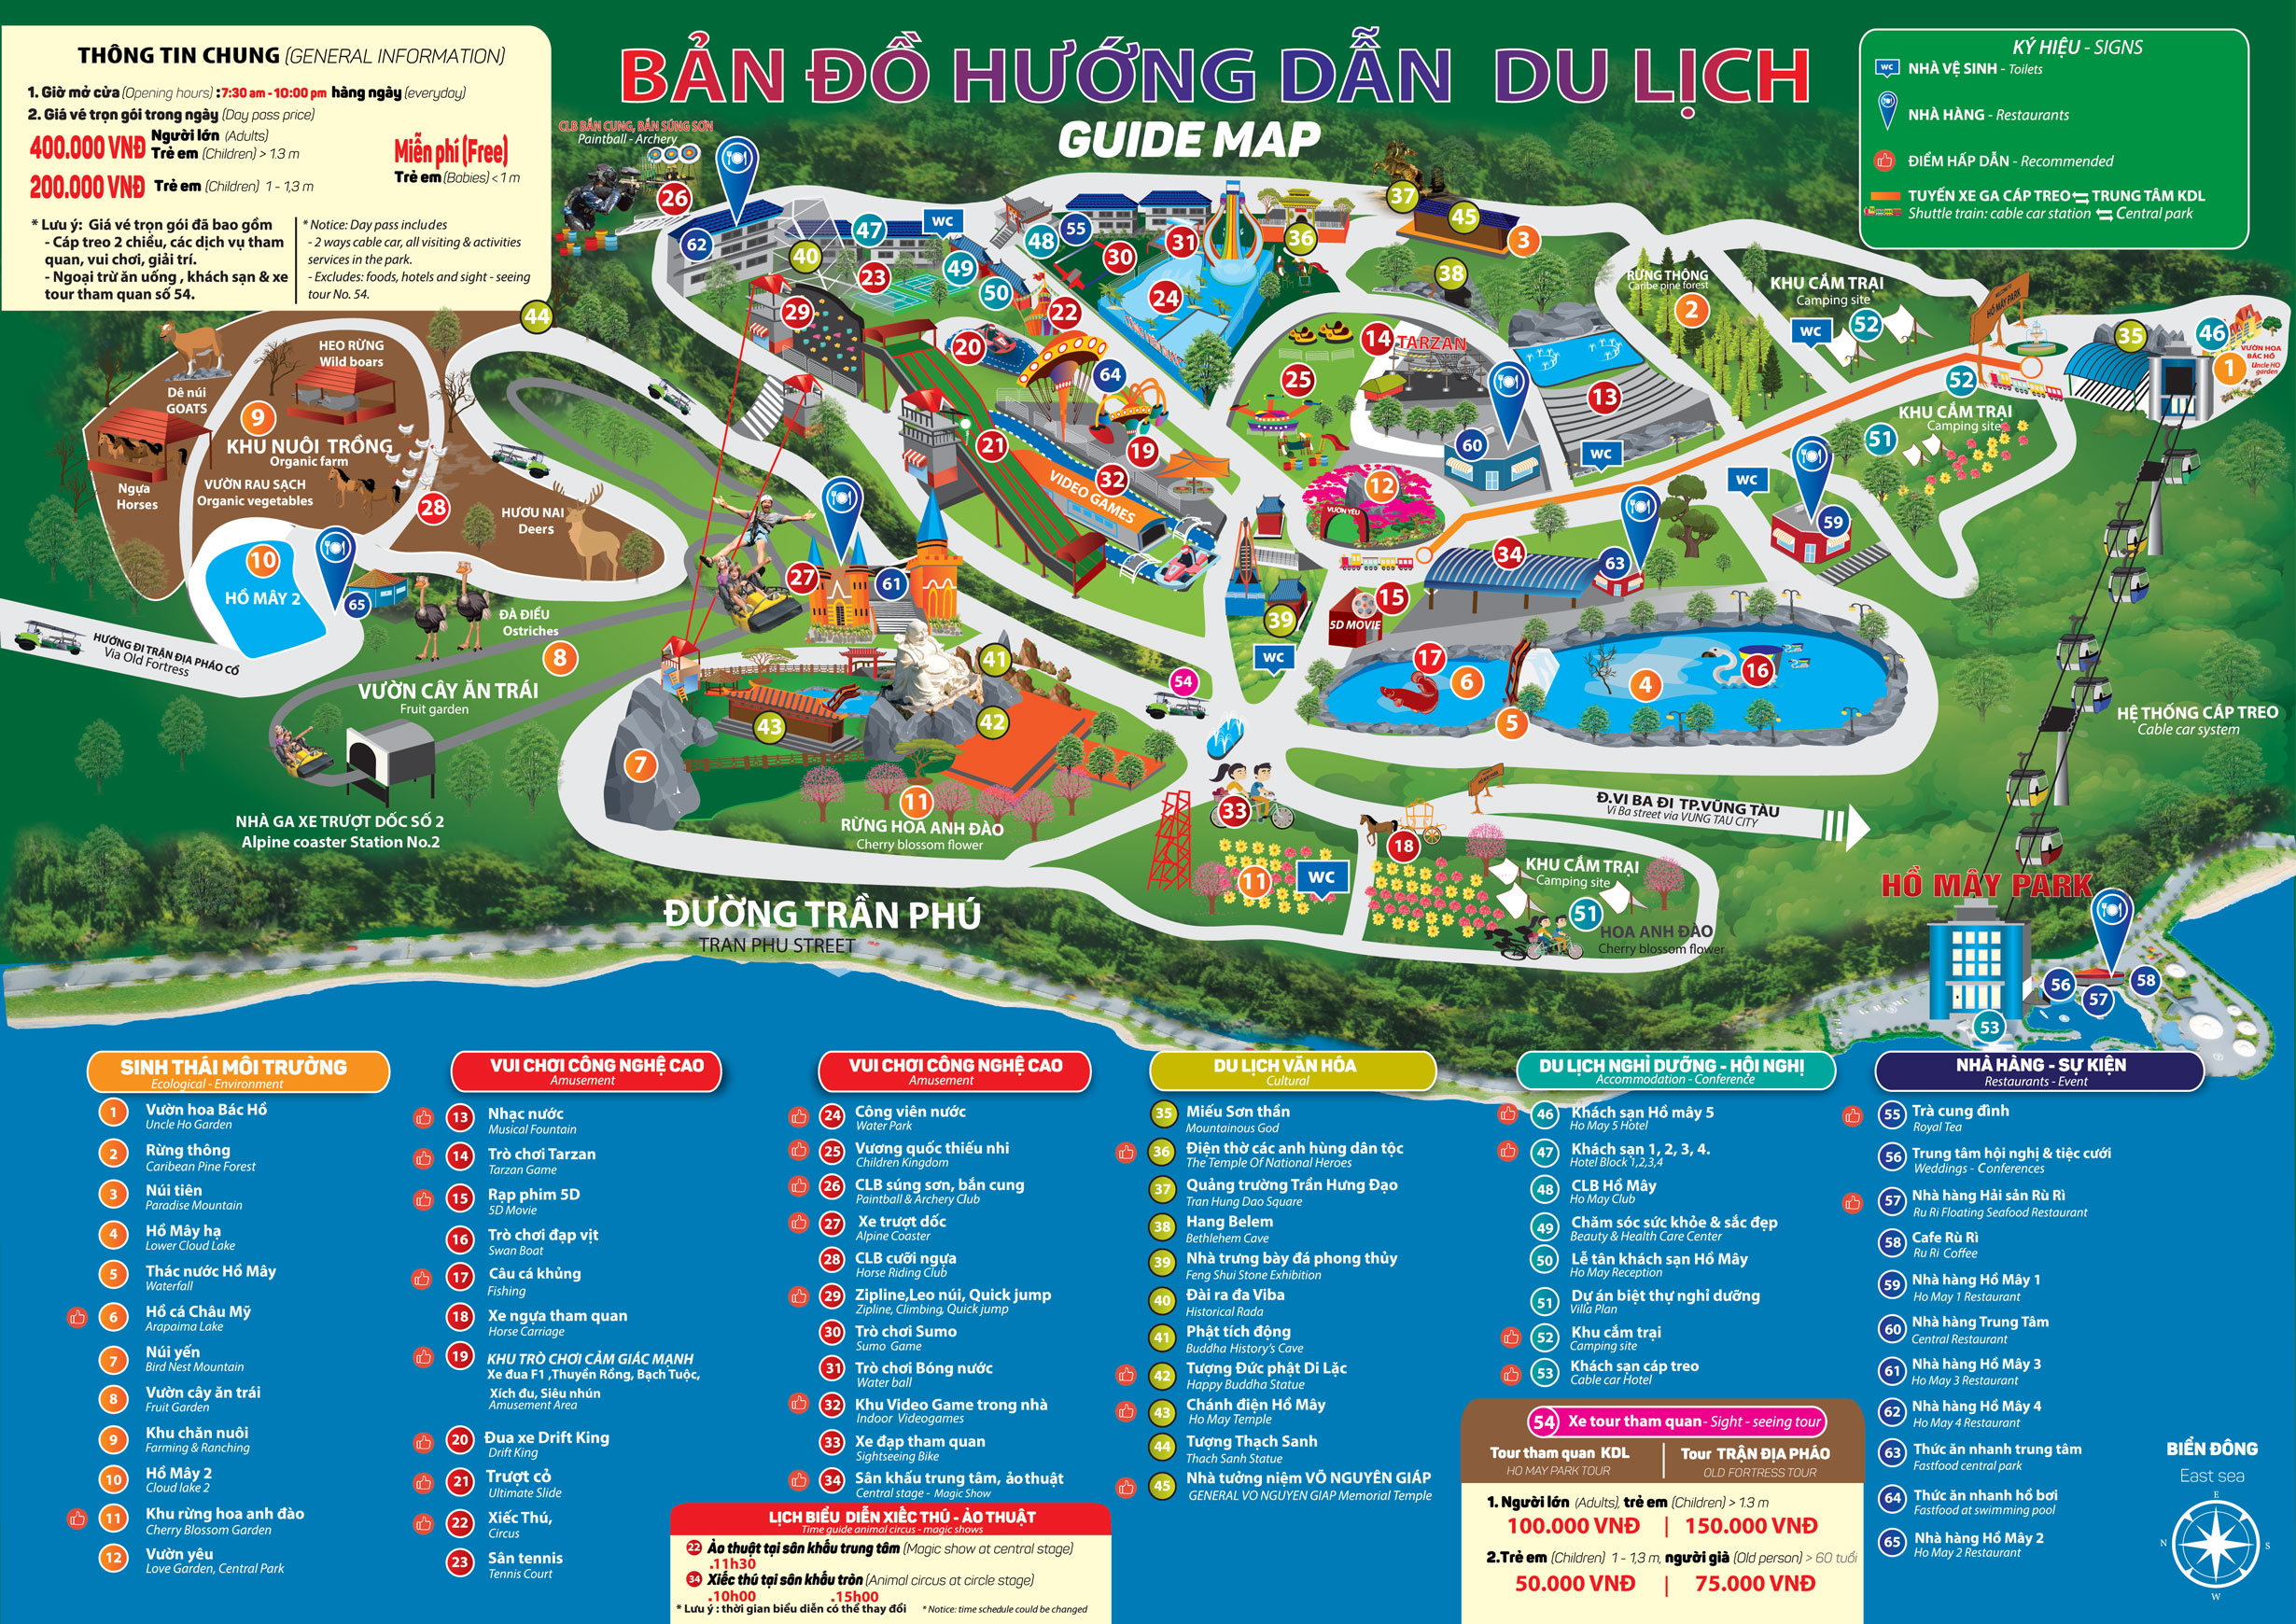 THÔNG TIN CHUNG (GENERAL INFORMATION)
1. Giờ mở cửa (Opening hours) : 7:30 am - 10:00 pm hàng ngày (everyday)
2. Giá vé trọn gói trong ngày (Day pass price)
400.000 VNĐ Người lớn (Adults)
Trẻ em (Children) > 1.3 m
200.000 VNĐ Trẻ em (Children) 1 - 1,3 m
Miễn phí (Free)
Trẻ em (Babies) < 1 m
* Lưu ý: Giá vé trọn gói đã bao gồm
- Cáp treo 2 chiều, các dịch vụ tham
quan, vui chơi, giải trí.
- Ngoại trừ ăn uống , khách sạn & xe
tour tham quan số 54.
* Notice: Day pass includes
- 2 ways cable car, all visiting & activities
services in the park.
- Excludes: foods, hotels and sight - seeing
tour No. 54.
BẢN ĐỒ HƯỚNG DẪN DU LỊCH
GUIDE MAP
KÝ HIỆU - SIGNS
WC NHÀ VỆ SINH - Toilets
NHÀ HÀNG - Restaurants
ĐIỂM HẤP DẪN - Recommended
TUYẾN XE GA CÁP TREO ⇆ TRUNG TÂM KDL
Shuttle train: cable car station ⇆ Central park
CLB BẮN CUNG, BẮN SÚNG SƠN
Paintball - Archery
26
62
40
47
WC
23
49
50
48
55
30
31
24
22
36
37
45
3
38
29
20
64
21
19
32
VIDEO GAMES
14
TARZAN
25
13
60
WC
12
VƯỜN YÊU
RỪNG THÔNG
Caribe pine forest
2
KHU CẮM TRẠI
Camping site
WC
52
WELCOME TO
HỒ MÂY PARK
35
46
VƯỜN HOA
BÁC HỒ
Uncle HO
garden
1
52
KHU CẮM TRẠI
Camping site
51
WC
59
34
63
15
5D MOVIE
39
WC
44
Dê núi
GOATS
HEO RỪNG
Wild boars
9
KHU NUÔI TRỒNG
Organic farm
VƯỜN RAU SẠCH
Organic vegetables
Ngựa
Horses
28
HƯƠU NAI
Deers
10
HỒ MÂY 2
65
ĐÀ ĐIỂU
Ostriches
8
HƯỚNG ĐI TRẬN ĐỊA PHÁO CỔ
Via Old Fortress
VƯỜN CÂY ĂN TRÁI
Fruit garden
NHÀ GA XE TRƯỢT DỐC SỐ 2
Alpine coaster Station No.2
27
61
41
42
43
7
11
RỪNG HOA ANH ĐÀO
Cherry blossom flower
54
17
6
5
4
16
HỆ THỐNG CÁP TREO
Cable car system
33
Đ.VI BA ĐI TP.VŨNG TÀU
Vi Ba street via VUNG TAU CITY
18
11
WC
KHU CẮM TRẠI
Camping site
51
HOA ANH ĐÀO
Cherry blossom flower
HỒ MÂY PARK
53
56
57
58
ĐƯỜNG TRẦN PHÚ
TRAN PHU STREET
SINH THÁI MÔI TRƯỜNG
Ecological - Environment
1 Vườn hoa Bác Hồ
Uncle Ho Garden
2 Rừng thông
Caribean Pine Forest
3 Núi tiên
Paradise Mountain
4 Hồ Mây hạ
Lower Cloud Lake
5 Thác nước Hồ Mây
Waterfall
6 Hồ cá Châu Mỹ
Arapaima Lake
7 Núi yến
Bird Nest Mountain
8 Vườn cây ăn trái
Fruit Garden
9 Khu chăn nuôi
Farming & Ranching
10 Hồ Mây 2
Cloud lake 2
11 Khu rừng hoa anh đào
Cherry Blossom Garden
12 Vườn yêu
Love Garden, Central Park
VUI CHƠI CÔNG NGHỆ CAO
Amusement
13 Nhạc nước
Musical Fountain
14 Trò chơi Tarzan
Tarzan Game
15 Rạp phim 5D
5D Movie
16 Trò chơi đạp vịt
Swan Boat
17 Câu cá khủng
Fishing
18 Xe ngựa tham quan
Horse Carriage
19 KHU TRÒ CHƠI CẢM GIÁC MẠNH
Xe đua F1 ,Thuyền Rồng, Bạch Tuộc,
Xích đu, Siêu nhún
Amusement Area
20 Đua xe Drift King
Drift King
21 Trượt cỏ
Ultimate Slide
22 Xiếc Thú,
Circus
23 Sân tennis
Tennis Court
VUI CHƠI CÔNG NGHỆ CAO
Amusement
24 Công viên nước
Water Park
25 Vương quốc thiếu nhi
Children Kingdom
26 CLB súng sơn, bắn cung
Paintball & Archery Club
27 Xe trượt dốc
Alpine Coaster
28 CLB cưỡi ngựa
Horse Riding Club
29 Zipline,Leo núi, Quick jump
Zipline, Climbing, Quick jump
30 Trò chơi Sumo
Sumo Game
31 Trò chơi Bóng nước
Water ball
32 Khu Video Game trong nhà
Indoor Videogames
33 Xe đạp tham quan
Sightseeing Bike
34 Sân khấu trung tâm, ảo thuật
Central stage - Magic Show
LỊCH BIỂU DIỄN XIẾC THÚ - ẢO THUẬT
Time guide animal circus - magic shows
22 Ảo thuật tại sân khấu trung tâm (Magic show at central stage)
.11h30
34 Xiếc thú tại sân khấu tròn (Animal circus at circle stage)
.10h00 .15h00
* Lưu ý : thời gian biểu diễn có thể thay đổi * Notice: time schedule could be changed
DU LỊCH VĂN HÓA
Cultural
35 Miếu Sơn thần
Mountainous God
36 Điện thờ các anh hùng dân tộc
The Temple Of National Heroes
37 Quảng trường Trần Hưng Đạo
Tran Hung Dao Square
38 Hang Belem
Bethlehem Cave
39 Nhà trưng bày đá phong thủy
Feng Shui Stone Exhibition
40 Đài ra đa Viba
Historical Rada
41 Phật tích động
Buddha History's Cave
42 Tượng Đức phật Di Lặc
Happy Buddha Statue
43 Chánh điện Hồ Mây
Ho May Temple
44 Tượng Thạch Sanh
Thach Sanh Statue
45 Nhà tưởng niệm VÕ NGUYÊN GIÁP
GENERAL VO NGUYEN GIAP Memorial Temple
DU LỊCH NGHỈ DƯỠNG - HỘI NGHỊ
Accommodation - Conference
46 Khách sạn Hồ mây 5
Ho May 5 Hotel
47 Khách sạn 1, 2, 3, 4.
Hotel Block 1,2,3,4
48 CLB Hồ Mây
Ho May Club
49 Chăm sóc sức khỏe & sắc đẹp
Beauty & Health Care Center
50 Lễ tân khách sạn Hồ Mây
Ho May Reception
51 Dự án biệt thự nghỉ dưỡng
Villa Plan
52 Khu cắm trại
Camping site
53 Khách sạn cáp treo
Cable car Hotel
54 Xe tour tham quan - Sight - seeing tour
Tour tham quan KDL | Tour TRẬN ĐỊA PHÁO
HO MAY PARK TOUR | OLD FORTRESS TOUR
1. Người lớn (Adults), trẻ em (Children) > 1.3 m
100.000 VNĐ | 150.000 VNĐ
2.Trẻ em (Children) 1 - 1,3 m, người già (Old person) > 60 tuổi
50.000 VNĐ | 75.000 VNĐ
NHÀ HÀNG - SỰ KIỆN
Restaurants - Event
55 Trà cung đình
Royal Tea
56 Trung tâm hội nghị & tiệc cưới
Weddings - Conferences
57 Nhà hàng Hải sản Rù Rì
Ru Ri Floating Seafood Restaurant
58 Cafe Rù Rì
Ru Ri Coffee
59 Nhà hàng Hồ Mây 1
Ho May 1 Restaurant
60 Nhà hàng Trung Tâm
Central Restaurant
61 Nhà hàng Hồ Mây 3
Ho May 3 Restaurant
62 Nhà hàng Hồ Mây 4
Ho May 4 Restaurant
63 Thức ăn nhanh trung tâm
Fastfood central park
64 Thức ăn nhanh hồ bơi
Fastfood at swimming pool
65 Nhà hàng Hồ Mây 2
Ho May 2 Restaurant
BIỂN ĐÔNG
East sea
E
N
S
W